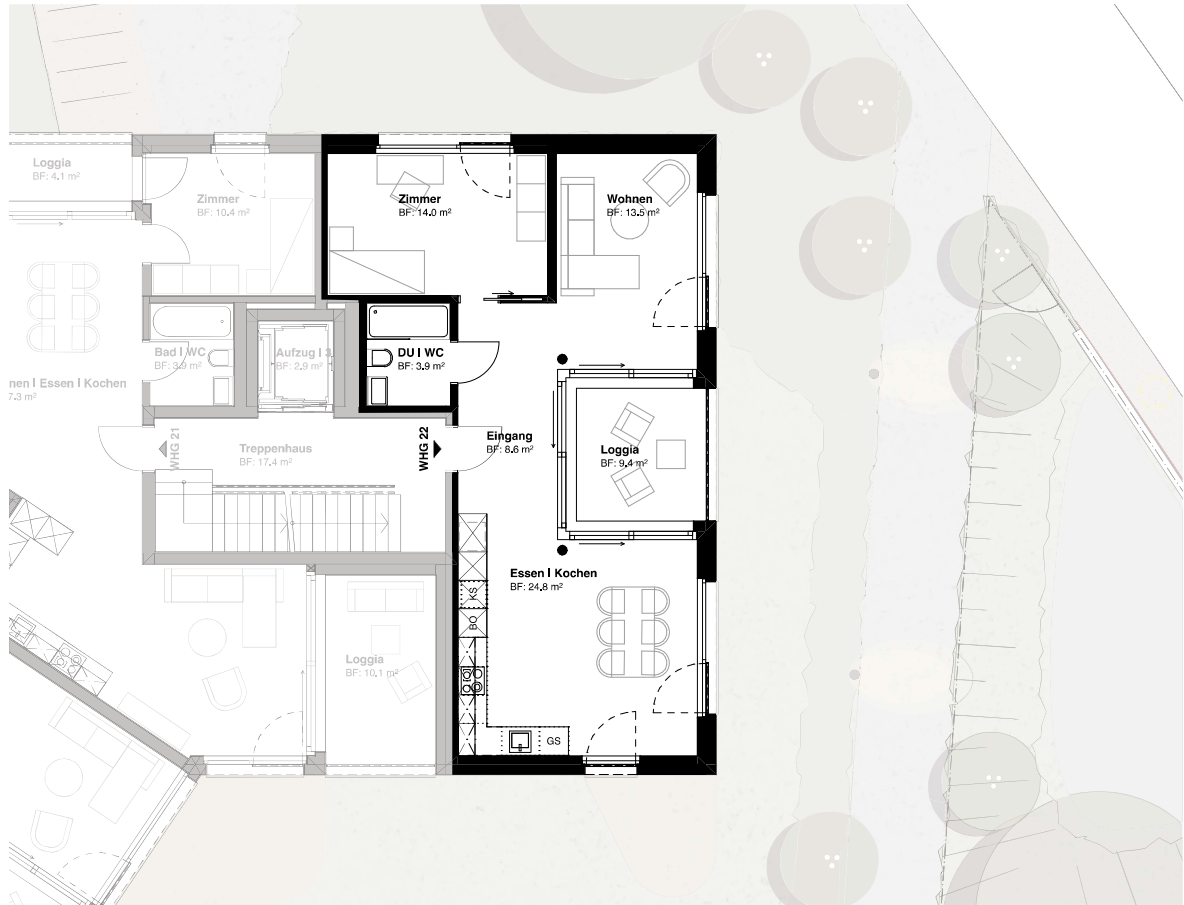 Loggia
BF: 4.1 m²
Zimmer
BF: 10.4 m²
Zimmer
BF: 14.0 m²
Wohnen
BF: 13.5 m²
Bad I WC
BF: 3.9 m²
Aufzug I 3
BF: 2.9 m²
DU I WC
BF: 3.9 m²
nen I Essen I Kochen
7.3 m²
WHG 21
Treppenhaus
BF: 17.4 m²
WHG 22
Eingang
BF: 8.6 m²
Loggia
BF: 9.4 m²
Essen I Kochen
BF: 24.8 m²
KS
BO
Loggia
BF: 10.1 m²
GS